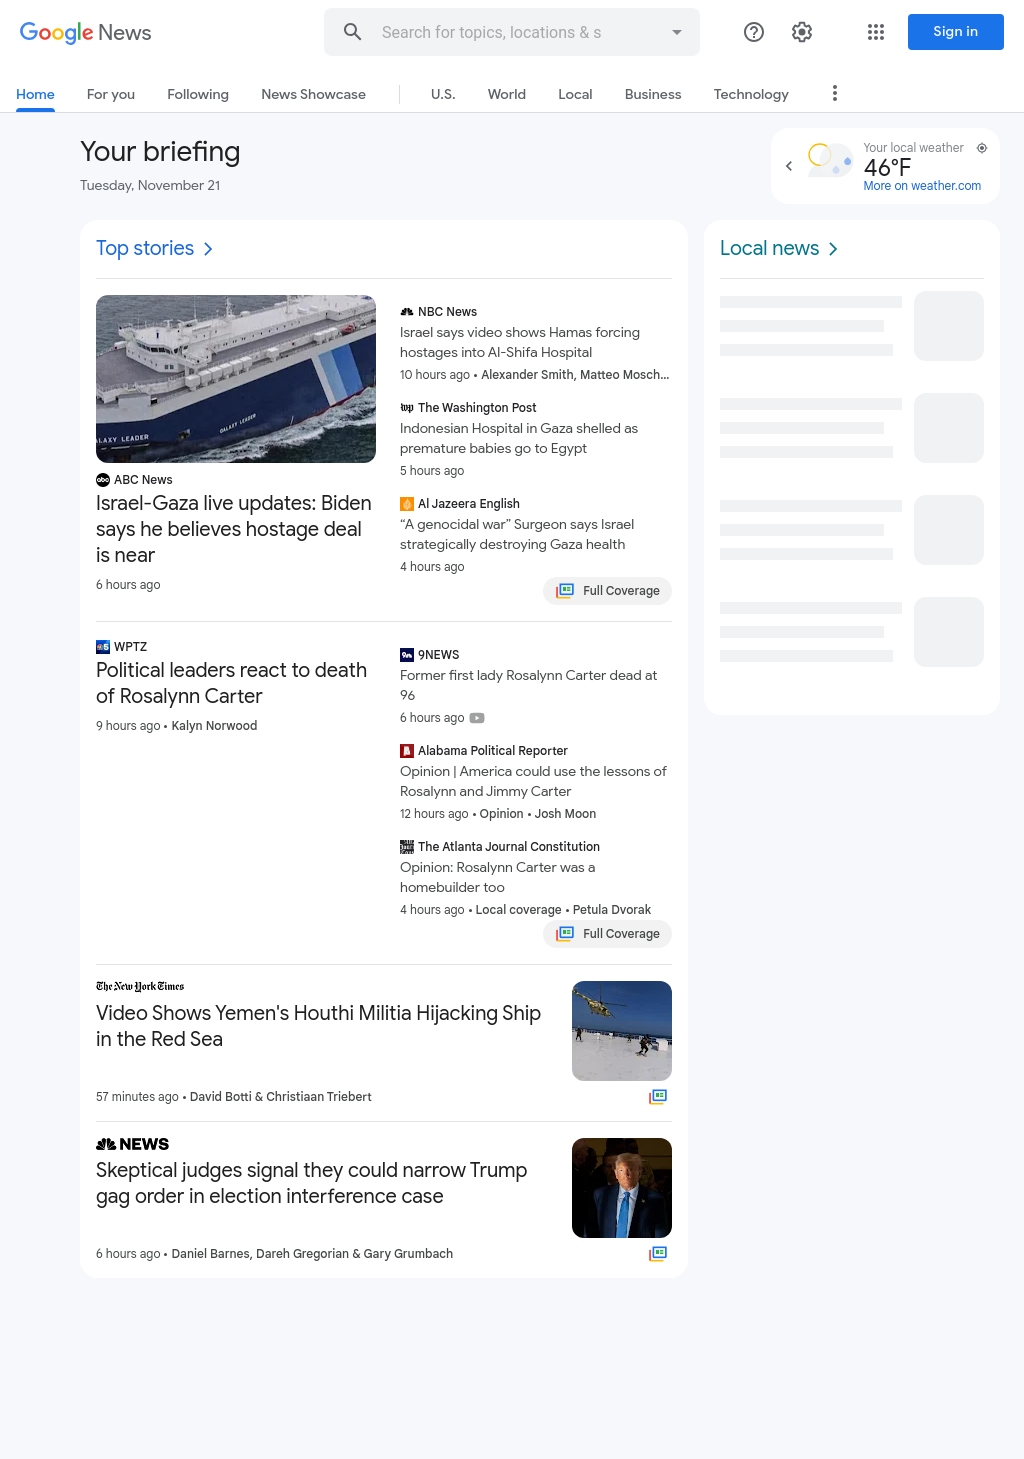 Google News
Search for topics, locations & s
Sign in
Home
For you
Following
News Showcase
U.S.
World
Local
Business
Technology
Your briefing
Tuesday, November 21
Your local weather
46°F
More on weather.com
Top stories
GALAXY LEADER
GALAXY LEADER
abc ABC News
Israel-Gaza live updates: Biden
says he believes hostage deal
is near
6 hours ago
NBC News
Israel says video shows Hamas forcing
hostages into Al-Shifa Hospital
10 hours ago • Alexander Smith, Matteo Mosch...
wp The Washington Post
Indonesian Hospital in Gaza shelled as
premature babies go to Egypt
5 hours ago
Al Jazeera English
“A genocidal war” Surgeon says Israel
strategically destroying Gaza health
4 hours ago
Full Coverage
WPTZ
Political leaders react to death
of Rosalynn Carter
9 hours ago • Kalyn Norwood
9NEWS
Former first lady Rosalynn Carter dead at
96
6 hours ago
Alabama Political Reporter
Opinion | America could use the lessons of
Rosalynn and Jimmy Carter
12 hours ago • Opinion • Josh Moon
The Atlanta Journal Constitution
Opinion: Rosalynn Carter was a
homebuilder too
4 hours ago • Local coverage • Petula Dvorak
Full Coverage
The New York Times
Video Shows Yemen's Houthi Militia Hijacking Ship
in the Red Sea
57 minutes ago • David Botti & Christiaan Triebert
NEWS
Skeptical judges signal they could narrow Trump
gag order in election interference case
6 hours ago • Daniel Barnes, Dareh Gregorian & Gary Grumbach
Local news